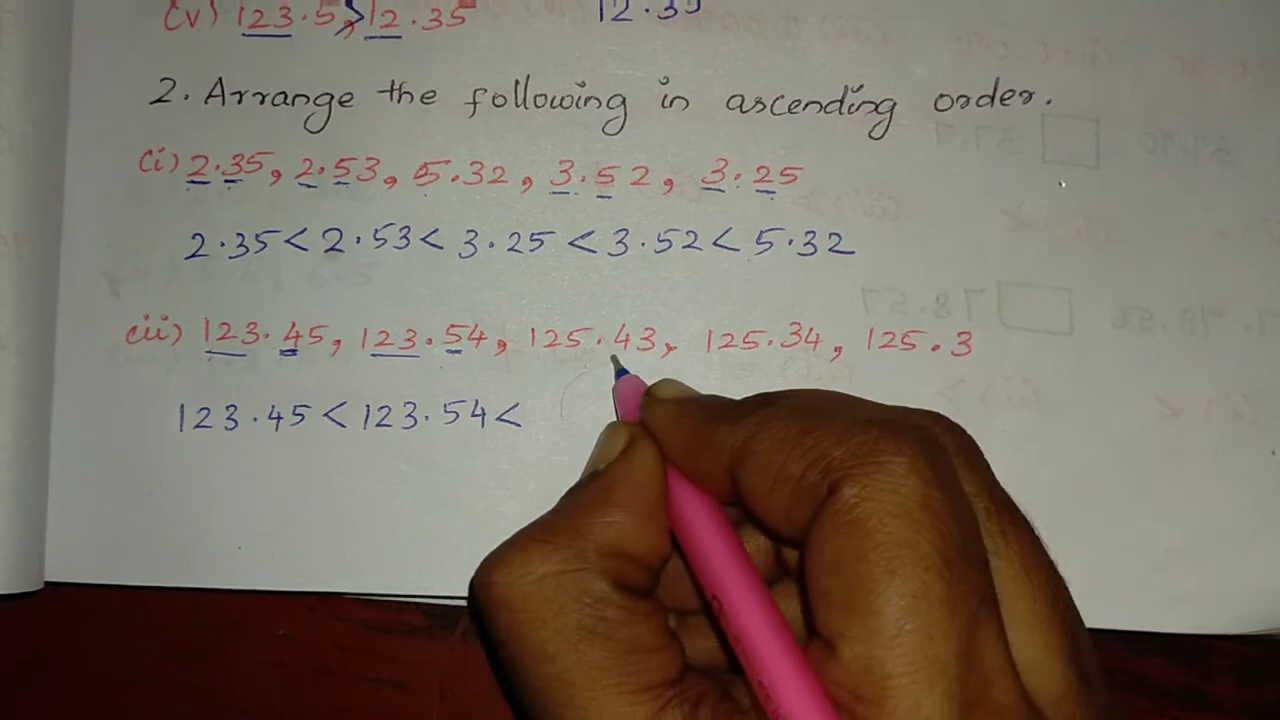 (v) 123.5 > 12.35 12.35
2. Arrange the following in ascending order.
(i) 2.35, 2.53, 5.32, 3.52, 3.25
2.35 < 2.53 < 3.25 < 3.52 < 5.32
(ii) 123.45, 123.54, 125.43, 125.34, 125.3
123.45 < 123.54 <